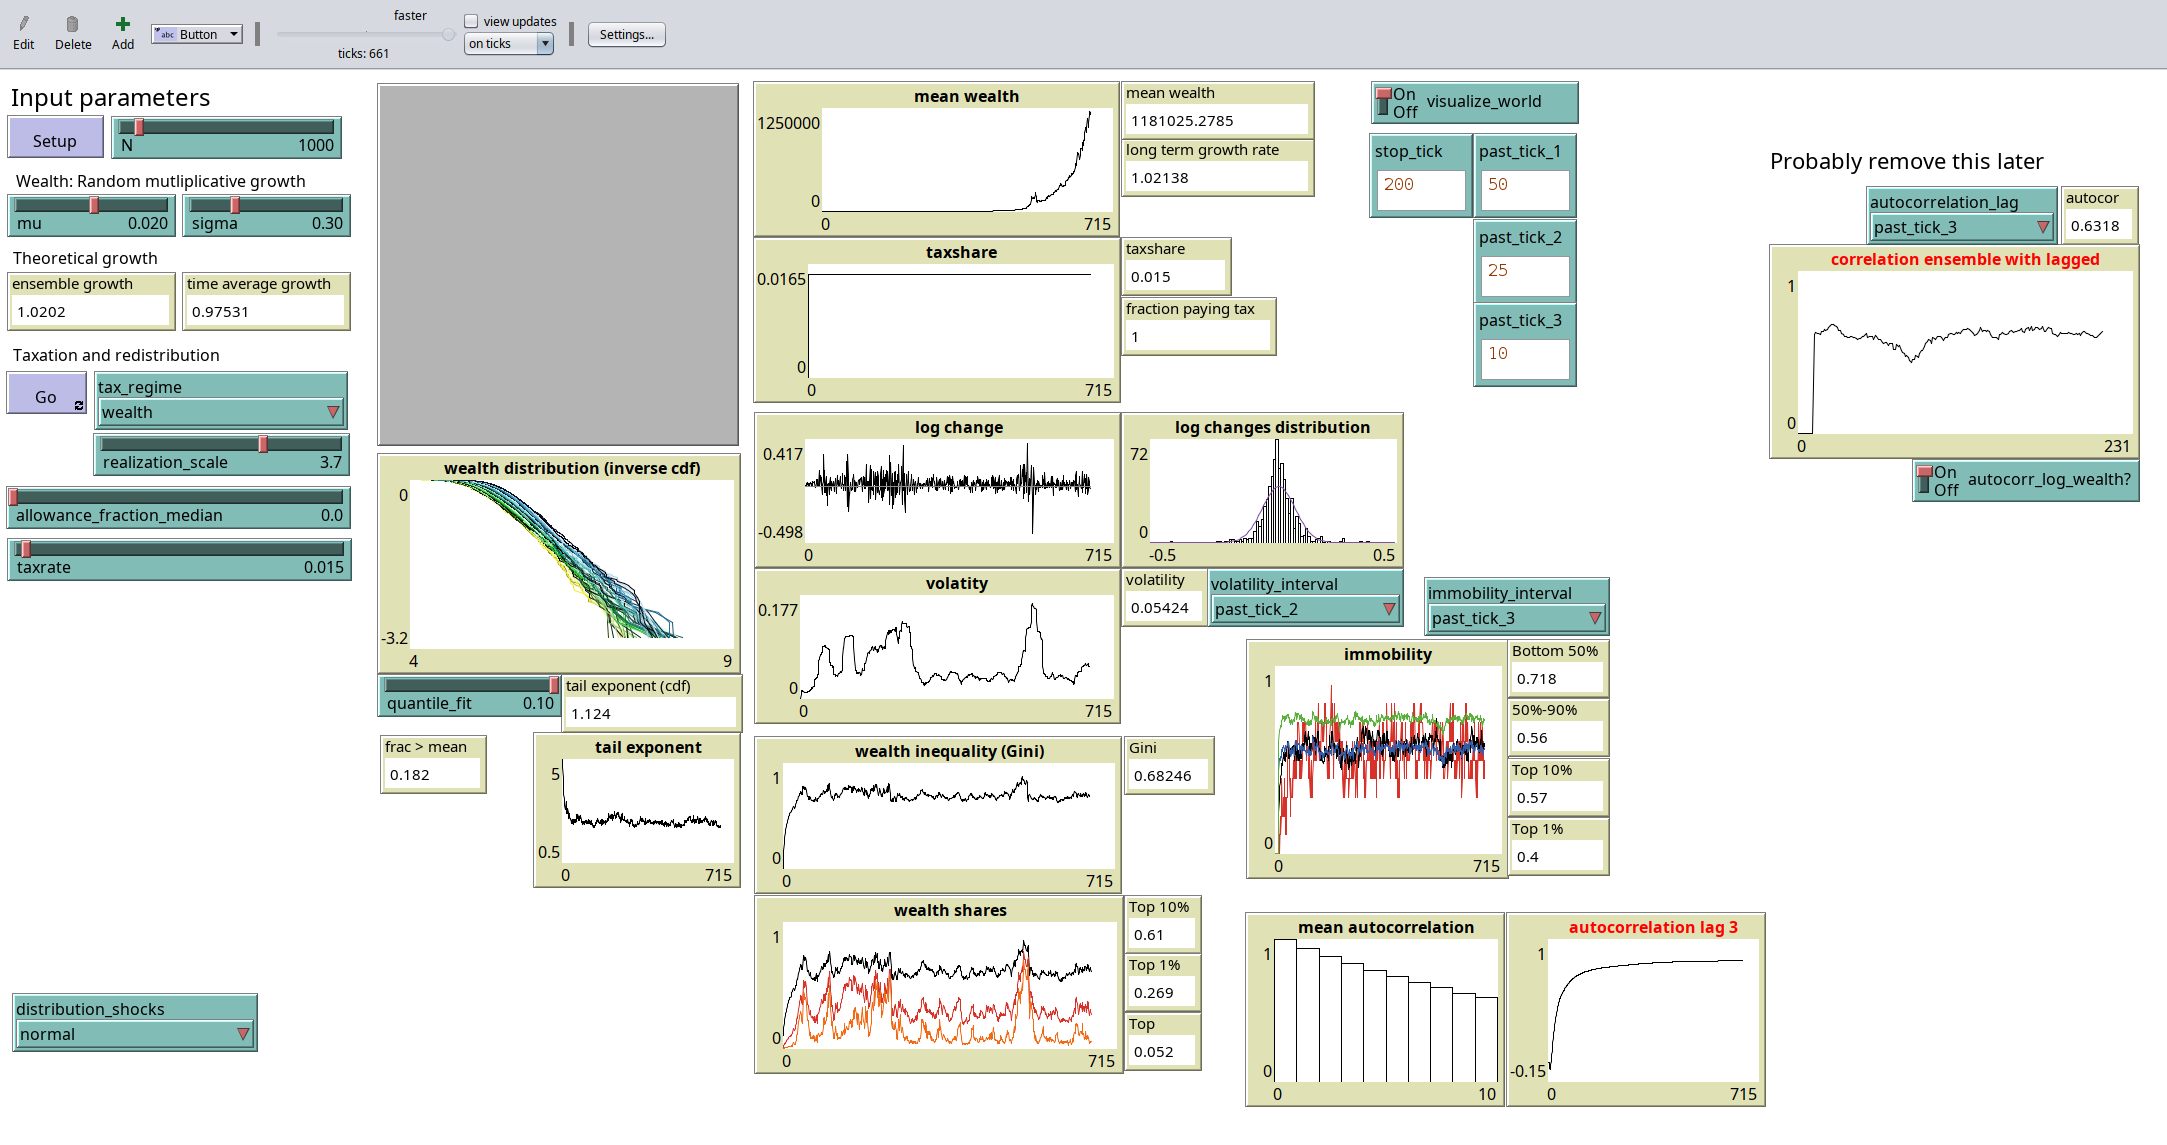 Edit
Delete
Add
abc Button
faster
ticks: 661
view updates
on ticks
Settings...
Input parameters
Setup
N 1000
Wealth: Random mutliplicative growth
mu 0.020
sigma 0.30
Theoretical growth
ensemble growth
1.0202
time average growth
0.97531
Taxation and redistribution
Go
tax_regime
wealth
realization_scale 3.7
allowance_fraction_median 0.0
taxrate 0.015
distribution_shocks
normal
wealth distribution (inverse cdf)
0
-3.2
4 9
quantile_fit 0.10
tail exponent (cdf)
1.124
frac > mean
0.182
tail exponent
5
0.5
0 715
mean wealth
1250000
0
0 715
mean wealth
1181025.2785
long term growth rate
1.02138
taxshare
0.0165
0
0 715
taxshare
0.015
fraction paying tax
1
log change
0.417
-0.498
0 715
log changes distribution
72
0
-0.5 0.5
volatity
0.177
0
0 715
volatility
0.05424
volatility_interval
past_tick_2
wealth inequality (Gini)
1
0
0 715
Gini
0.68246
wealth shares
1
0
0 715
Top 10%
0.61
Top 1%
0.269
Top
0.052
On
Off
visualize_world
stop_tick
200
past_tick_1
50
past_tick_2
25
past_tick_3
10
immobility_interval
past_tick_3
immobility
1
0
0 715
Bottom 50%
0.718
50%-90%
0.56
Top 10%
0.57
Top 1%
0.4
mean autocorrelation
1
0
0 10
autocorrelation lag 3
1
-0.15
0 715
Probably remove this later
autocorrelation_lag
past_tick_3
autocor
0.6318
correlation ensemble with lagged
1
0
0 231
On
Off
autocorr_log_wealth?